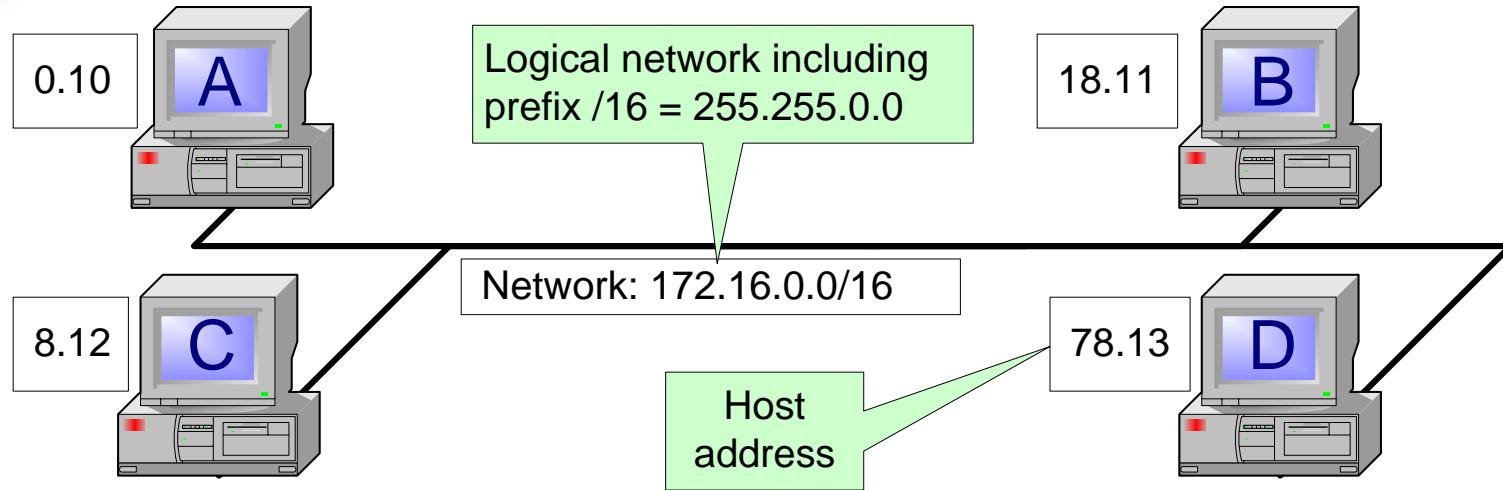 0.10
A
Logical network including
prefix /16 = 255.255.0.0
18.11
B
Network: 172.16.0.0/16
8.12
C
78.13
D
Host
address